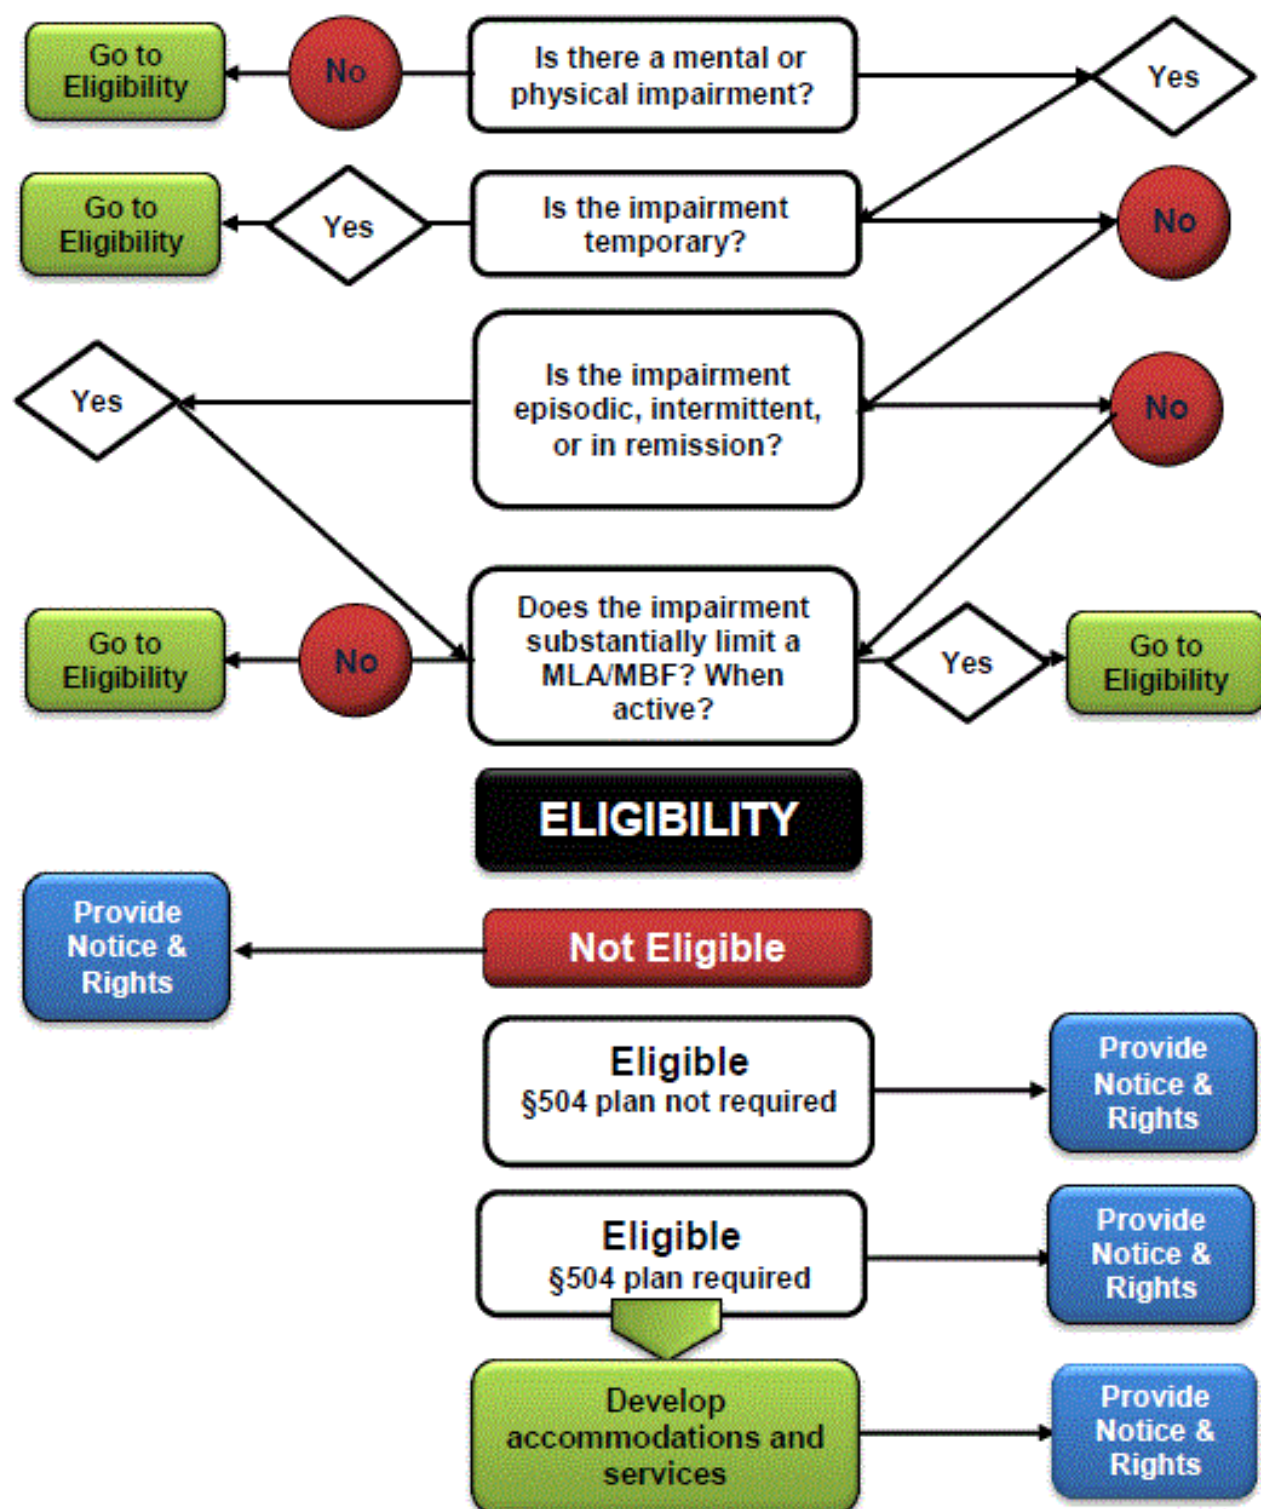 Go to
Eligibility
No
Is there a mental or
physical impairment?
Yes
Go to
Eligibility
Yes
Is the impairment
temporary?
No
Yes
Is the impairment
episodic, intermittent,
or in remission?
No
Go to
Eligibility
No
Does the impairment
substantially limit a
MLA/MBF? When
active?
Yes
Go to
Eligibility
ELIGIBILITY
Provide
Notice &
Rights
Not Eligible
Eligible
§504 plan not required
Provide
Notice &
Rights
Eligible
§504 plan required
Provide
Notice &
Rights
Develop
accommodations and
services
Provide
Notice &
Rights